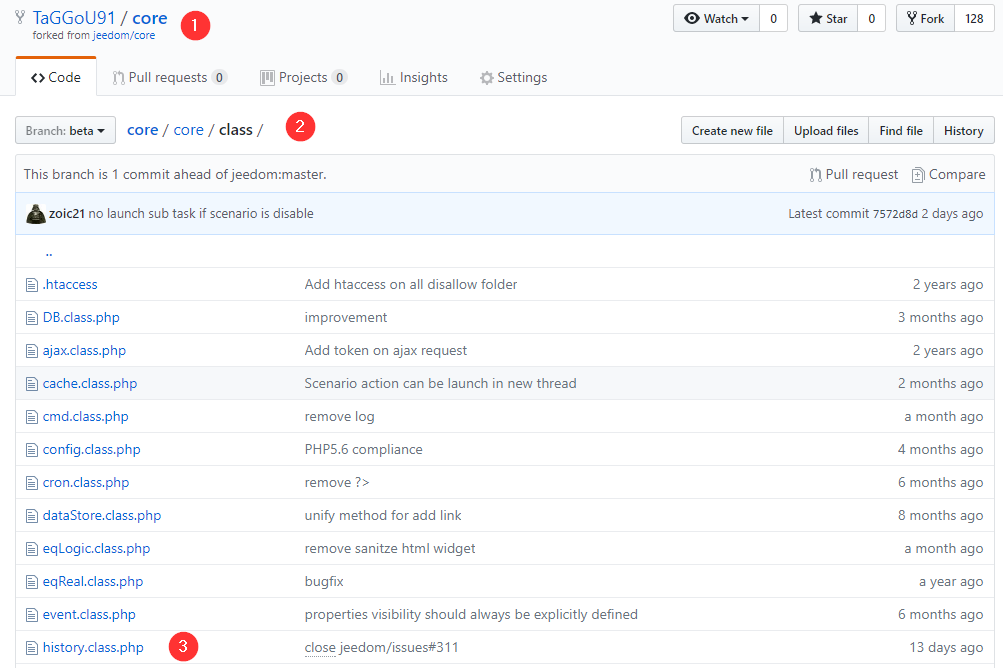 TaGGoU91 / core 1 Watch 0 Star 0 Fork 128
forked from jeedom/core
Code Pull requests 0 Projects 0 Insights Settings
Branch: beta core / core / class / 2 Create new file Upload files Find file History
This branch is 1 commit ahead of jeedom:master. Pull request Compare
zoic21 no launch sub task if scenario is disable Latest commit 7572d8d 2 days ago
..
.htaccess Add htaccess on all disallow folder 2 years ago
DB.class.php improvement 3 months ago
ajax.class.php Add token on ajax request 2 years ago
cache.class.php Scenario action can be launch in new thread 2 months ago
cmd.class.php remove log a month ago
config.class.php PHP5.6 compliance 4 months ago
cron.class.php remove ?> 6 months ago
dataStore.class.php unify method for add link 8 months ago
eqLogic.class.php remove sanitze html widget a month ago
eqReal.class.php bugfix a year ago
event.class.php properties visibility should always be explicitly defined 6 months ago
history.class.php 3 close jeedom/issues#311 13 days ago